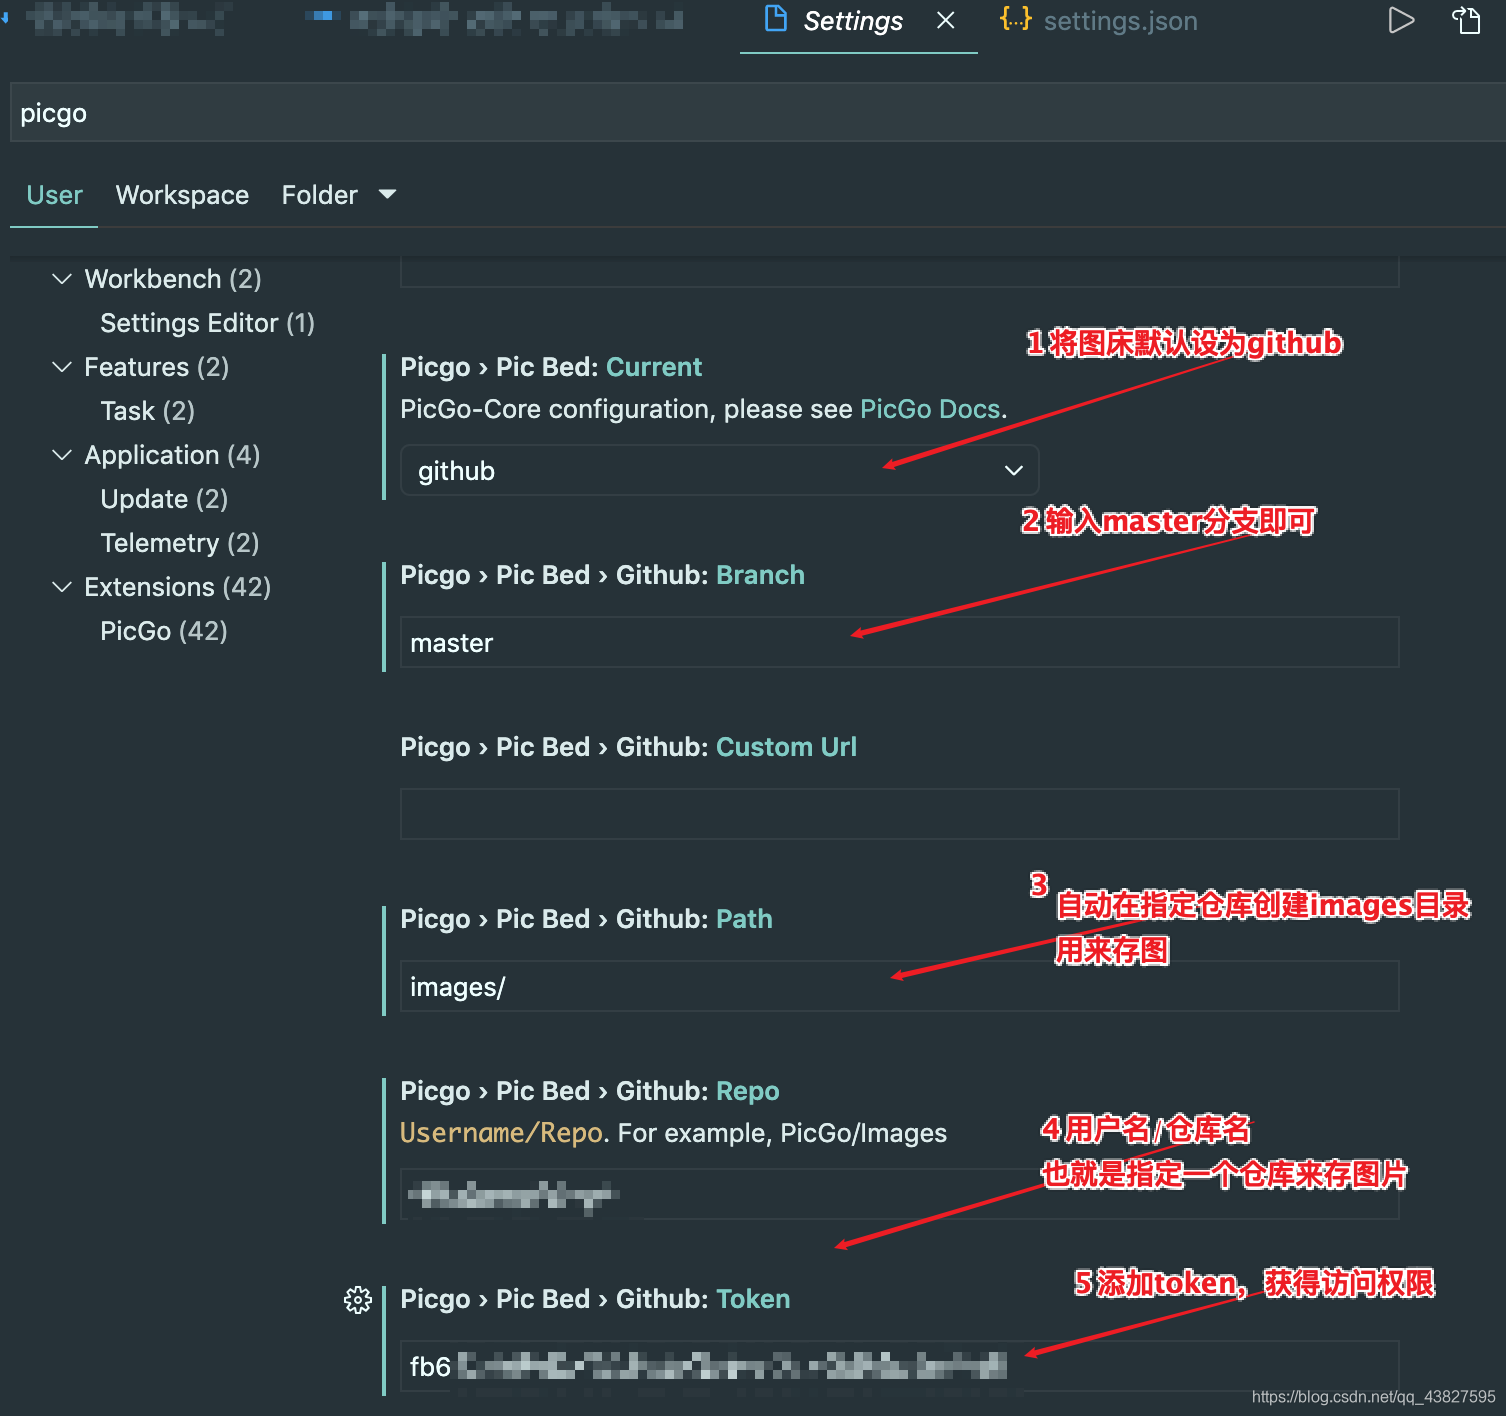 Settings
{..} settings.json
picgo
User Workspace Folder
Workbench (2)
Settings Editor (1)
Features (2)
Task (2)
Application (4)
Update (2)
Telemetry (2)
Extensions (42)
PicGo (42)
1 将图床默认设为github
Picgo › Pic Bed: Current
PicGo-Core configuration, please see PicGo Docs.
github
2 输入master分支即可
Picgo › Pic Bed › Github: Branch
master
Picgo › Pic Bed › Github: Custom Url
3
自动在指定仓库创建images目录
用来存图
Picgo › Pic Bed › Github: Path
images/
Picgo › Pic Bed › Github: Repo
Username/Repo. For example, PicGo/Images
4 用户名/仓库名
也就是指定一个仓库来存图片
5 添加token，获得访问权限
Picgo › Pic Bed › Github: Token
fb6
https://blog.csdn.net/qq_43827595